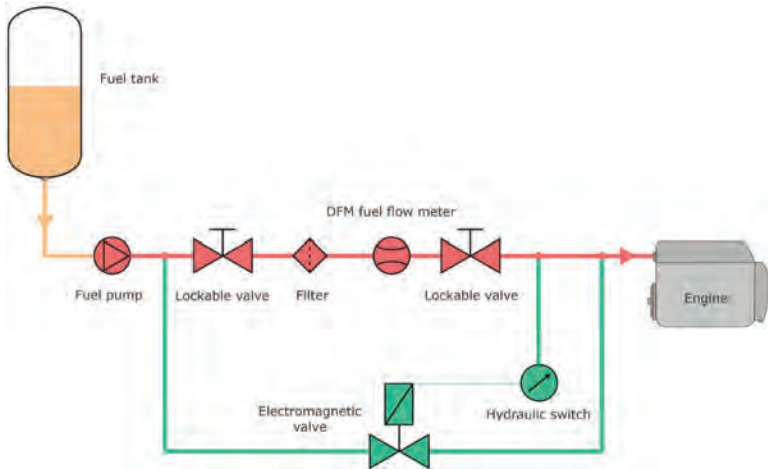 Fuel tank
DFM fuel flow meter
Fuel pump
Lockable valve
Filter
Lockable valve
Engine
Electromagnetic
valve
Hydraulic switch